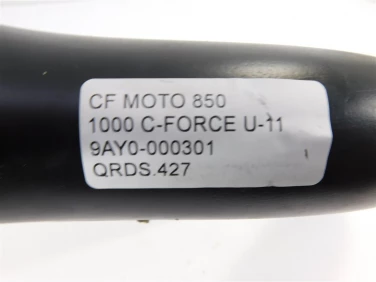 CF MOTO 850
1000 C-FORCE U-11
9AY0-000301
QRDS.427